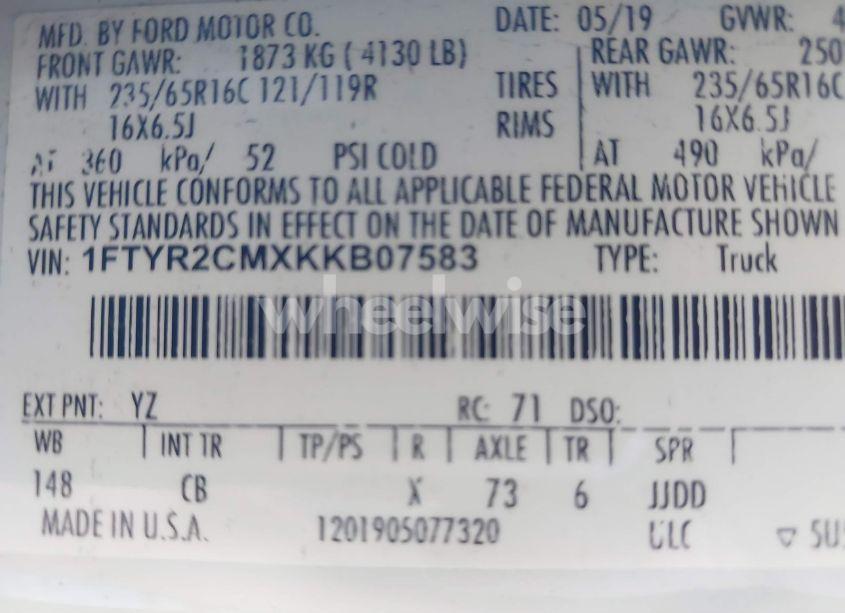 MFD. BY FORD MOTOR CO. DATE: 05/19 GVWR: 4
FRONT GAWR: 1873 KG ( 4130 LB) REAR GAWR: 250
WITH 235/65R16C 121/119R TIRES WITH 235/65R16C
16X6.5J RIMS 16X6.5J
AT 360 kPa/ 52 PSI COLD AT 490 kPa/
THIS VEHICLE CONFORMS TO ALL APPLICABLE FEDERAL MOTOR VEHICLE
SAFETY STANDARDS IN EFFECT ON THE DATE OF MANUFACTURE SHOWN
VIN: 1FTYR2CMXKKB07583 TYPE: Truck
wheelwise
EXT PNT: YZ RC: 71 DSO:
WB INT TR TP/PS R AXLE TR SPR
148 CB X 73 6 JJDD
MADE IN U.S.A. 1201905077320